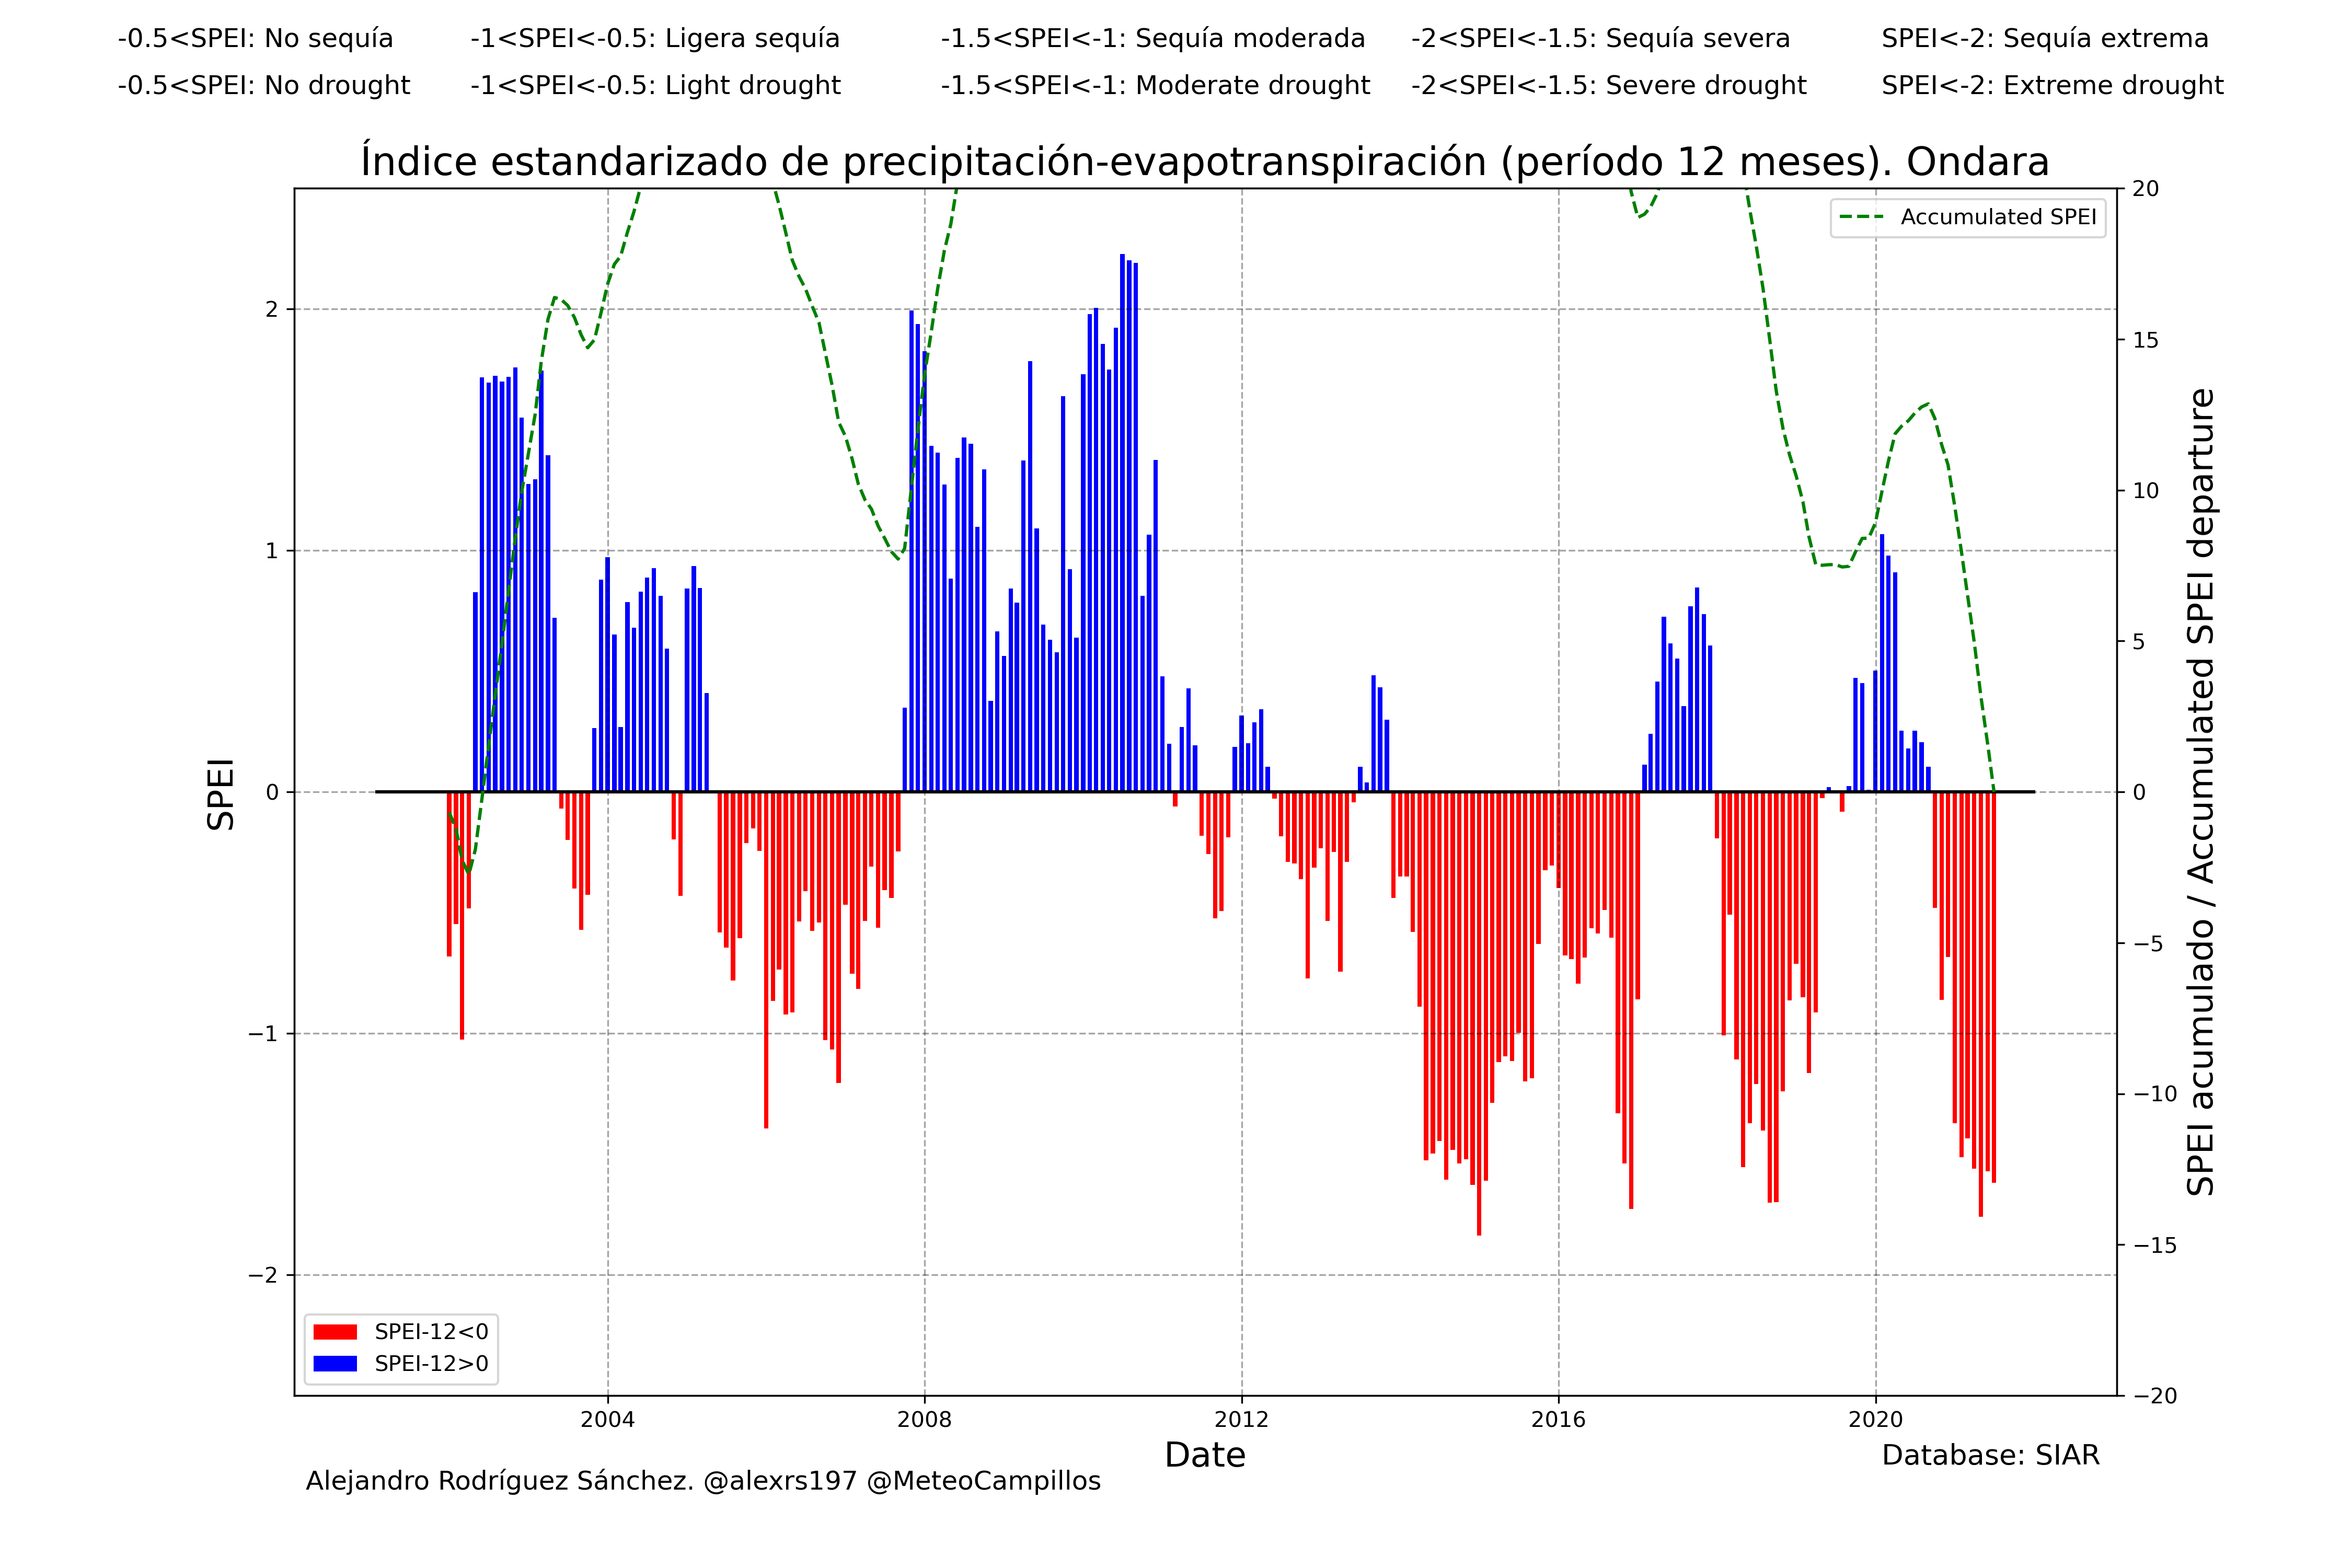 -0.5<SPEI: No sequía -1<SPEI<-0.5: Ligera sequía -1.5<SPEI<-1: Sequía moderada -2<SPEI<-1.5: Sequía severa SPEI<-2: Sequía extrema
-0.5<SPEI: No drought -1<SPEI<-0.5: Light drought -1.5<SPEI<-1: Moderate drought -2<SPEI<-1.5: Severe drought SPEI<-2: Extreme drought
Índice estandarizado de precipitación-evapotranspiración (período 12 meses). Ondara
Accumulated SPEI
SPEI
2
1
0
−1
−2
20
15
10
5
0
−5
−10
−15
−20
SPEI acumulado / Accumulated SPEI departure
SPEI-12<0
SPEI-12>0
2004 2008 2012 2016 2020
Date
Database: SIAR
Alejandro Rodríguez Sánchez. @alexrs197 @MeteoCampillos